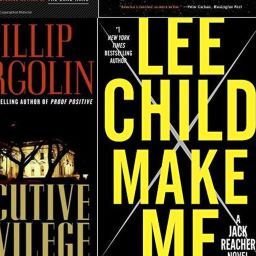 ILLIP
RGOLIN
ELLING AUTHOR OF PROOF POSITIVE
CUTIVE
VILEGE
#1
NEW YORK
TIMES
BESTSELLING
AUTHOR
LEE
CHILD
MAKE
ME
A
JACK
REACHER
NOVEL